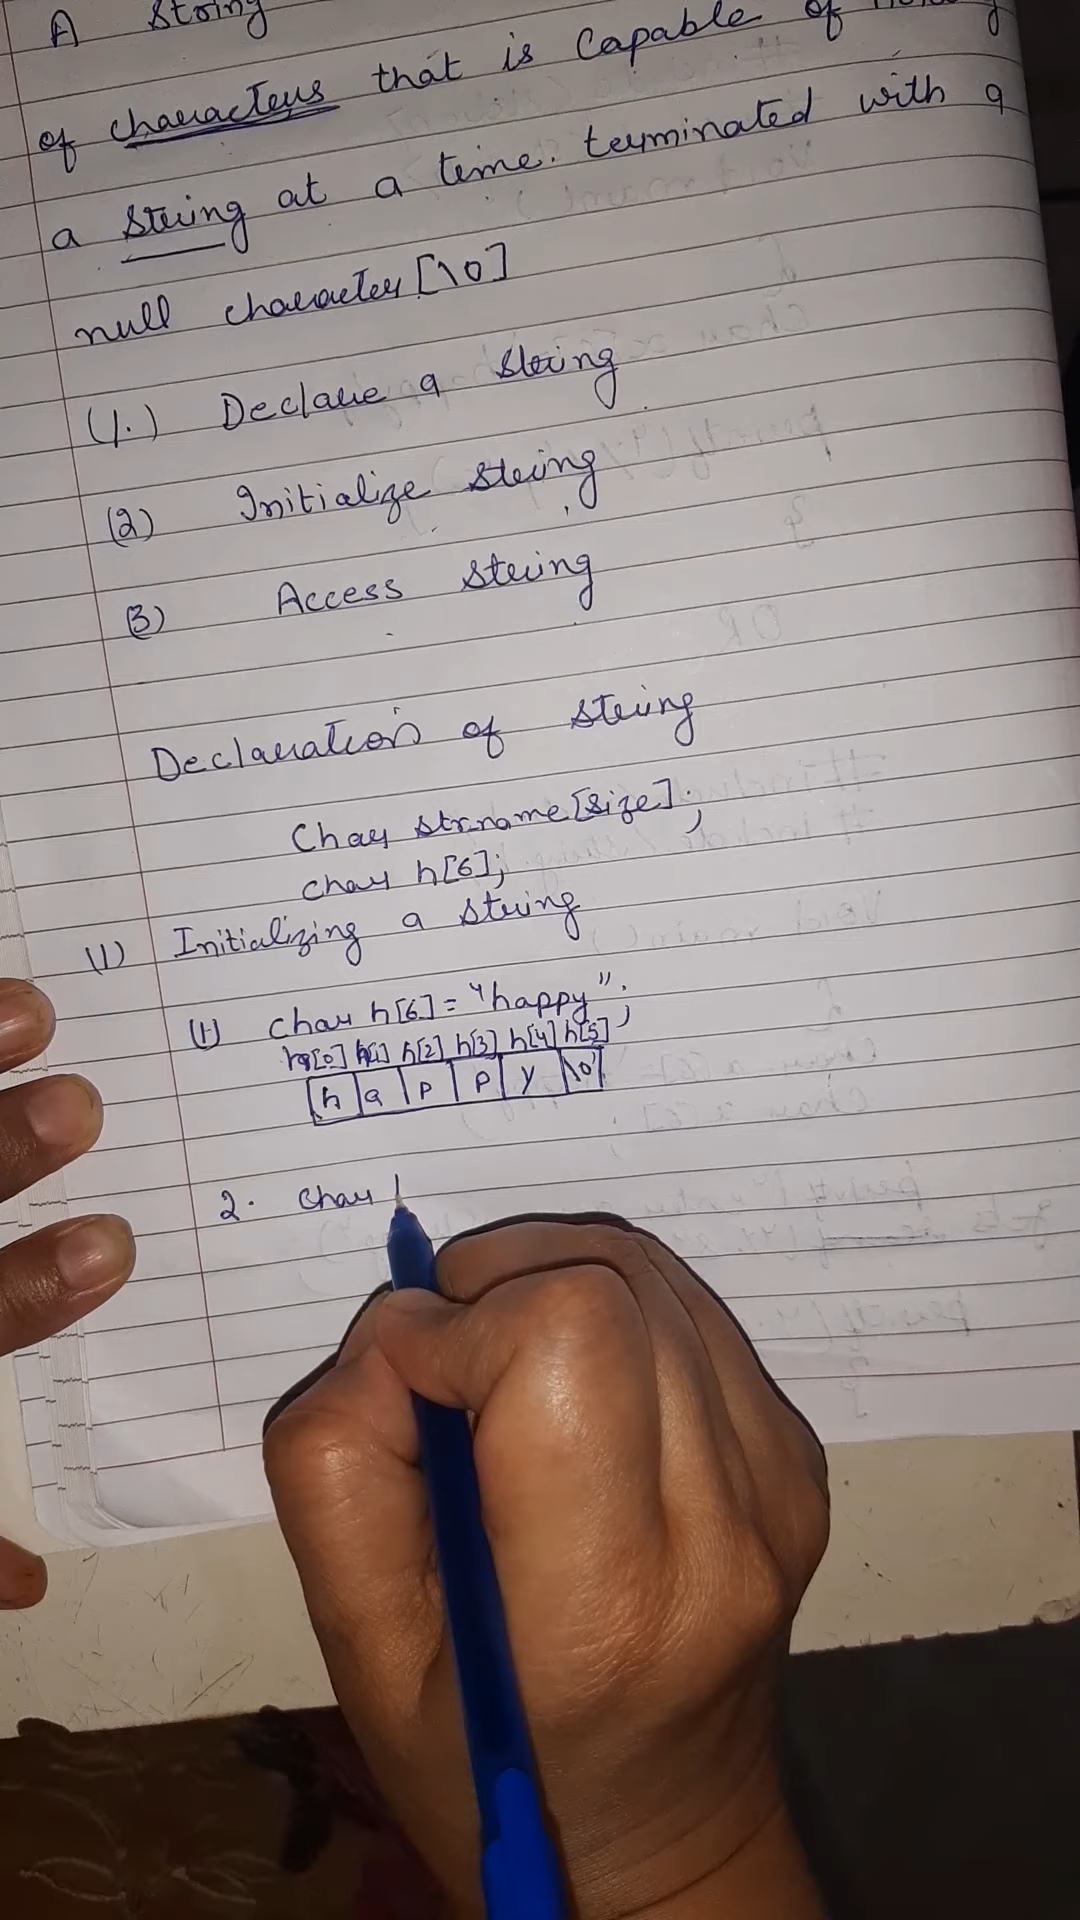 A string
of characters that is capable of
a string at a time. terminated with a
null character [\0]
(1.) Declare a string
(2) Initialize string
(3) Access string
Declaration of string
Char str.name[size];
char h[6];
(1) Initializing a string
(1) char h[6] = "happy";
h[0] h[1] h[2] h[3] h[4] h[5]
h a p p y \0
2. Char